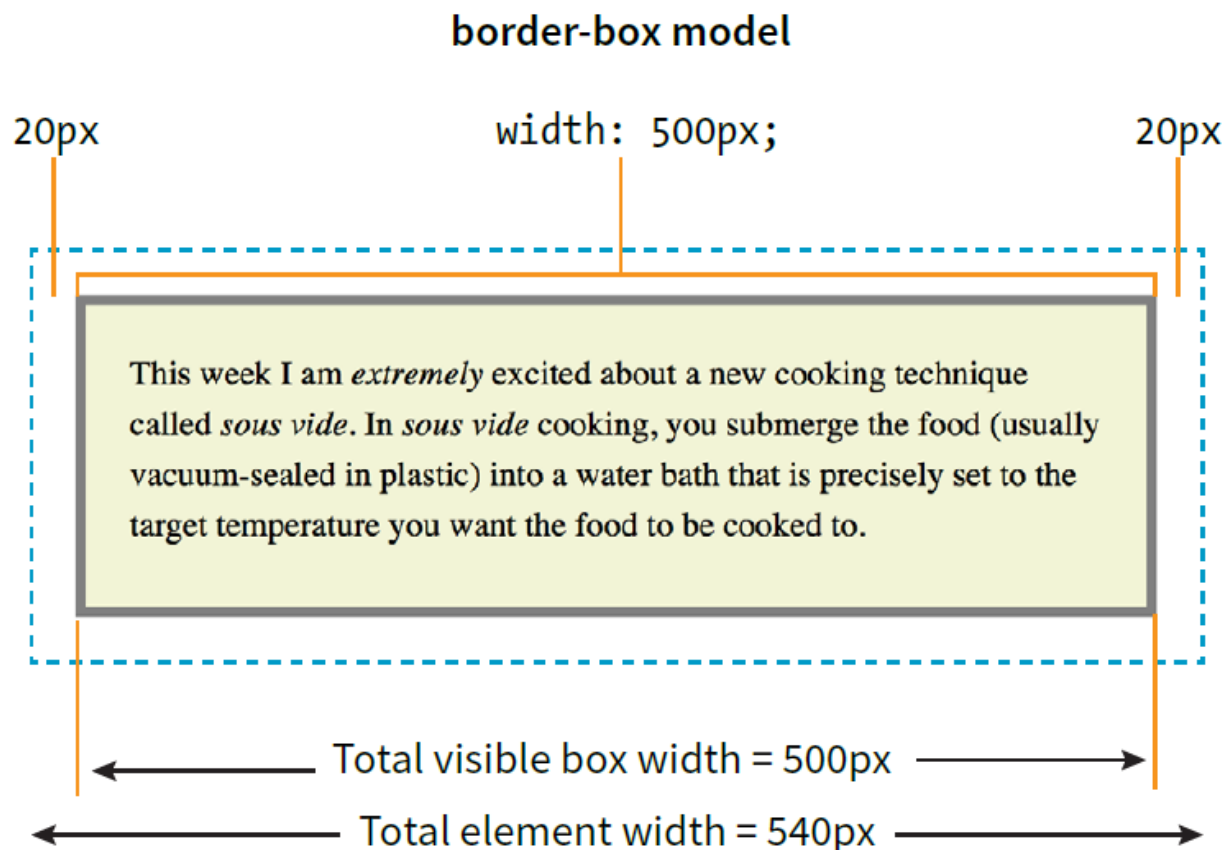 border-box model
20px width: 500px; 20px
This week I am extremely excited about a new cooking technique
called sous vide. In sous vide cooking, you submerge the food (usually
vacuum-sealed in plastic) into a water bath that is precisely set to the
target temperature you want the food to be cooked to.
Total visible box width = 500px
Total element width = 540px